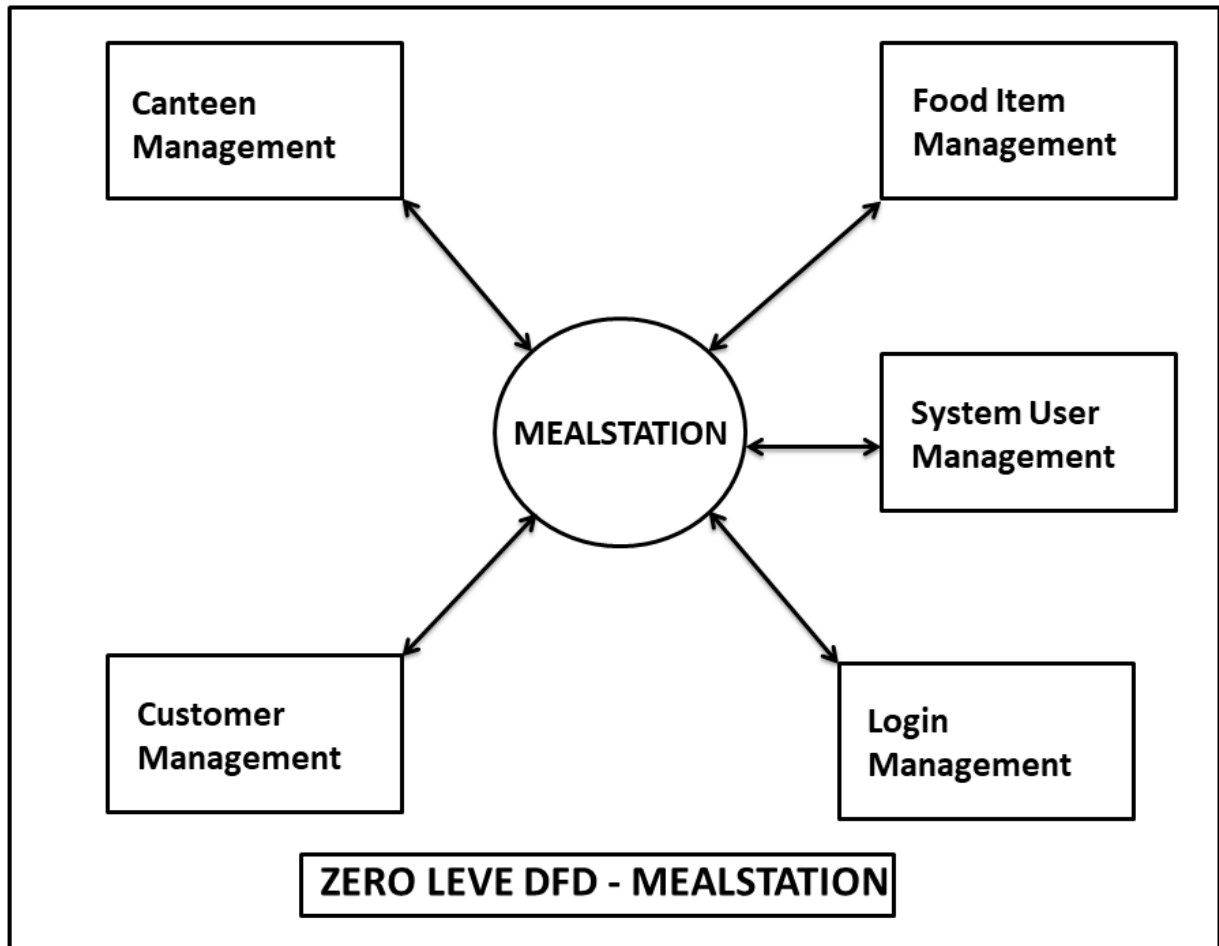 Canteen
Management
Food Item
Management
MEALSTATION
System User
Management
Customer
Management
Login
Management
ZERO LEVE DFD - MEALSTATION